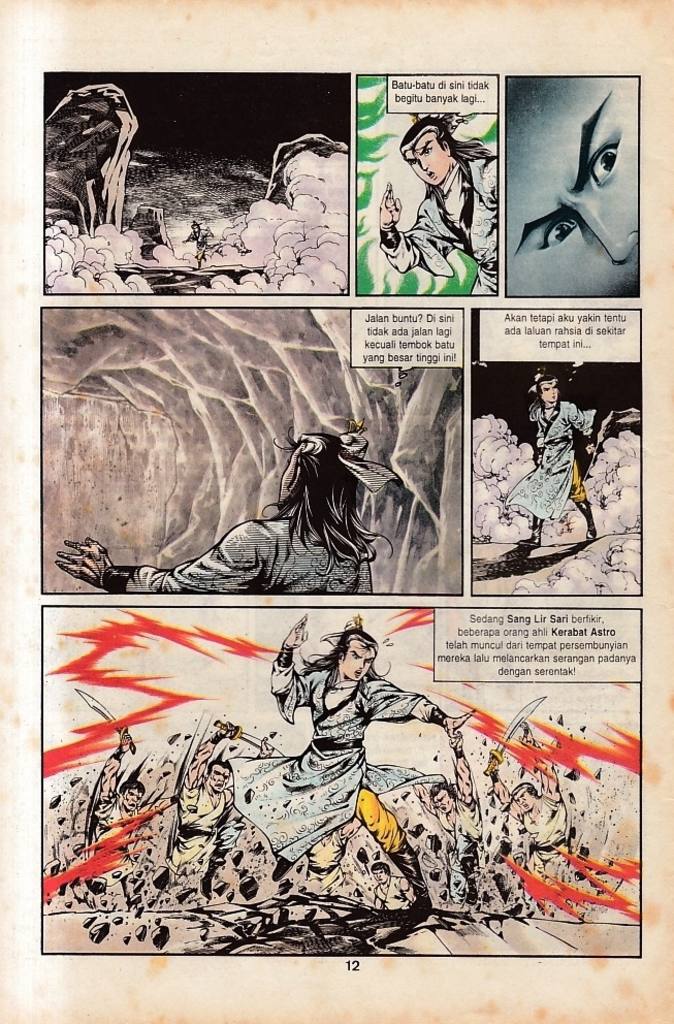 Batu-batu di sini tidak
begitu banyak lagi...
Jalan buntu? Di sini
tidak ada jalan lagi
kecuali tembok batu
yang besar tinggi ini!
Akan tetapi aku yakin tentu
ada laluan rahsia di sekitar
tempat ini...
Sedang Sang Lir Sari berfikir,
beberapa orang ahli Kerabat Astro
telah muncul dari tempat persembunyian
mereka lalu melancarkan serangan padanya
dengan serentak!
12